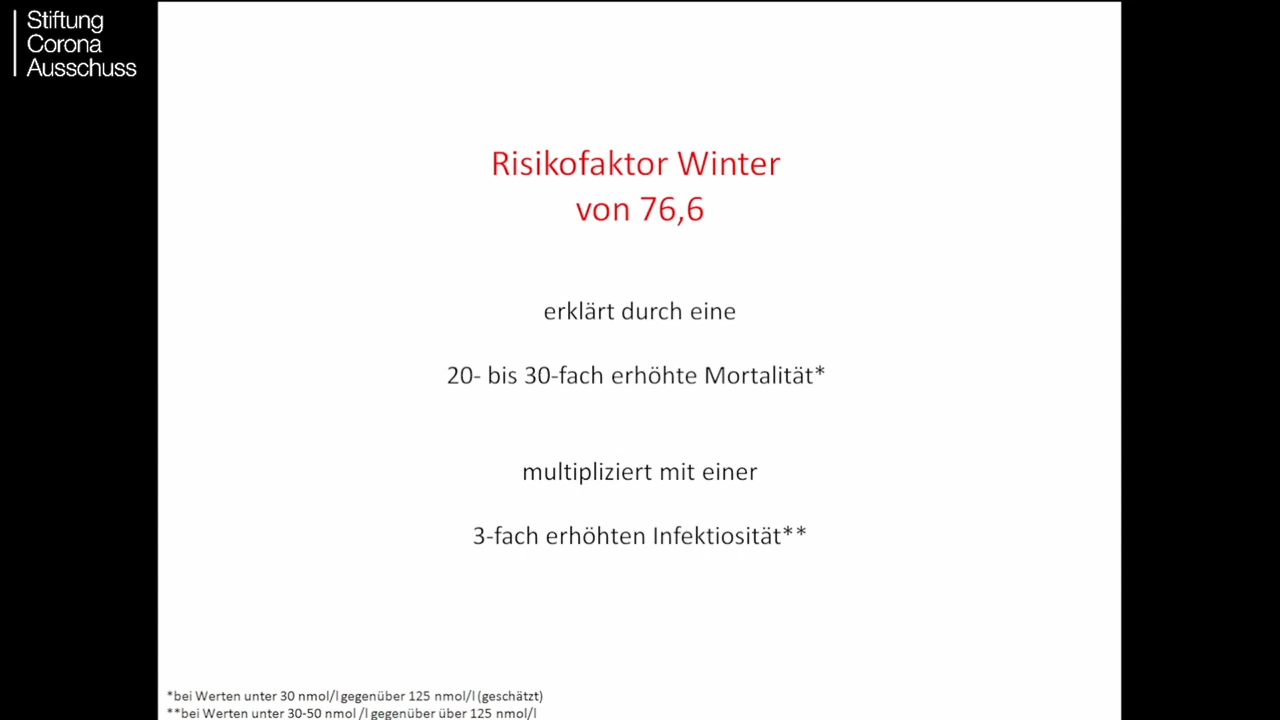 Stiftung
Corona
Ausschuss
Risikofaktor Winter
von 76,6
erklärt durch eine
20- bis 30-fach erhöhte Mortalität*
multipliziert mit einer
3-fach erhöhten Infektiosität**
*bei Werten unter 30 nmol/l gegenüber 125 nmol/l (geschätzt)
**bei Werten unter 30-50 nmol /l gegenüber über 125 nmol/l